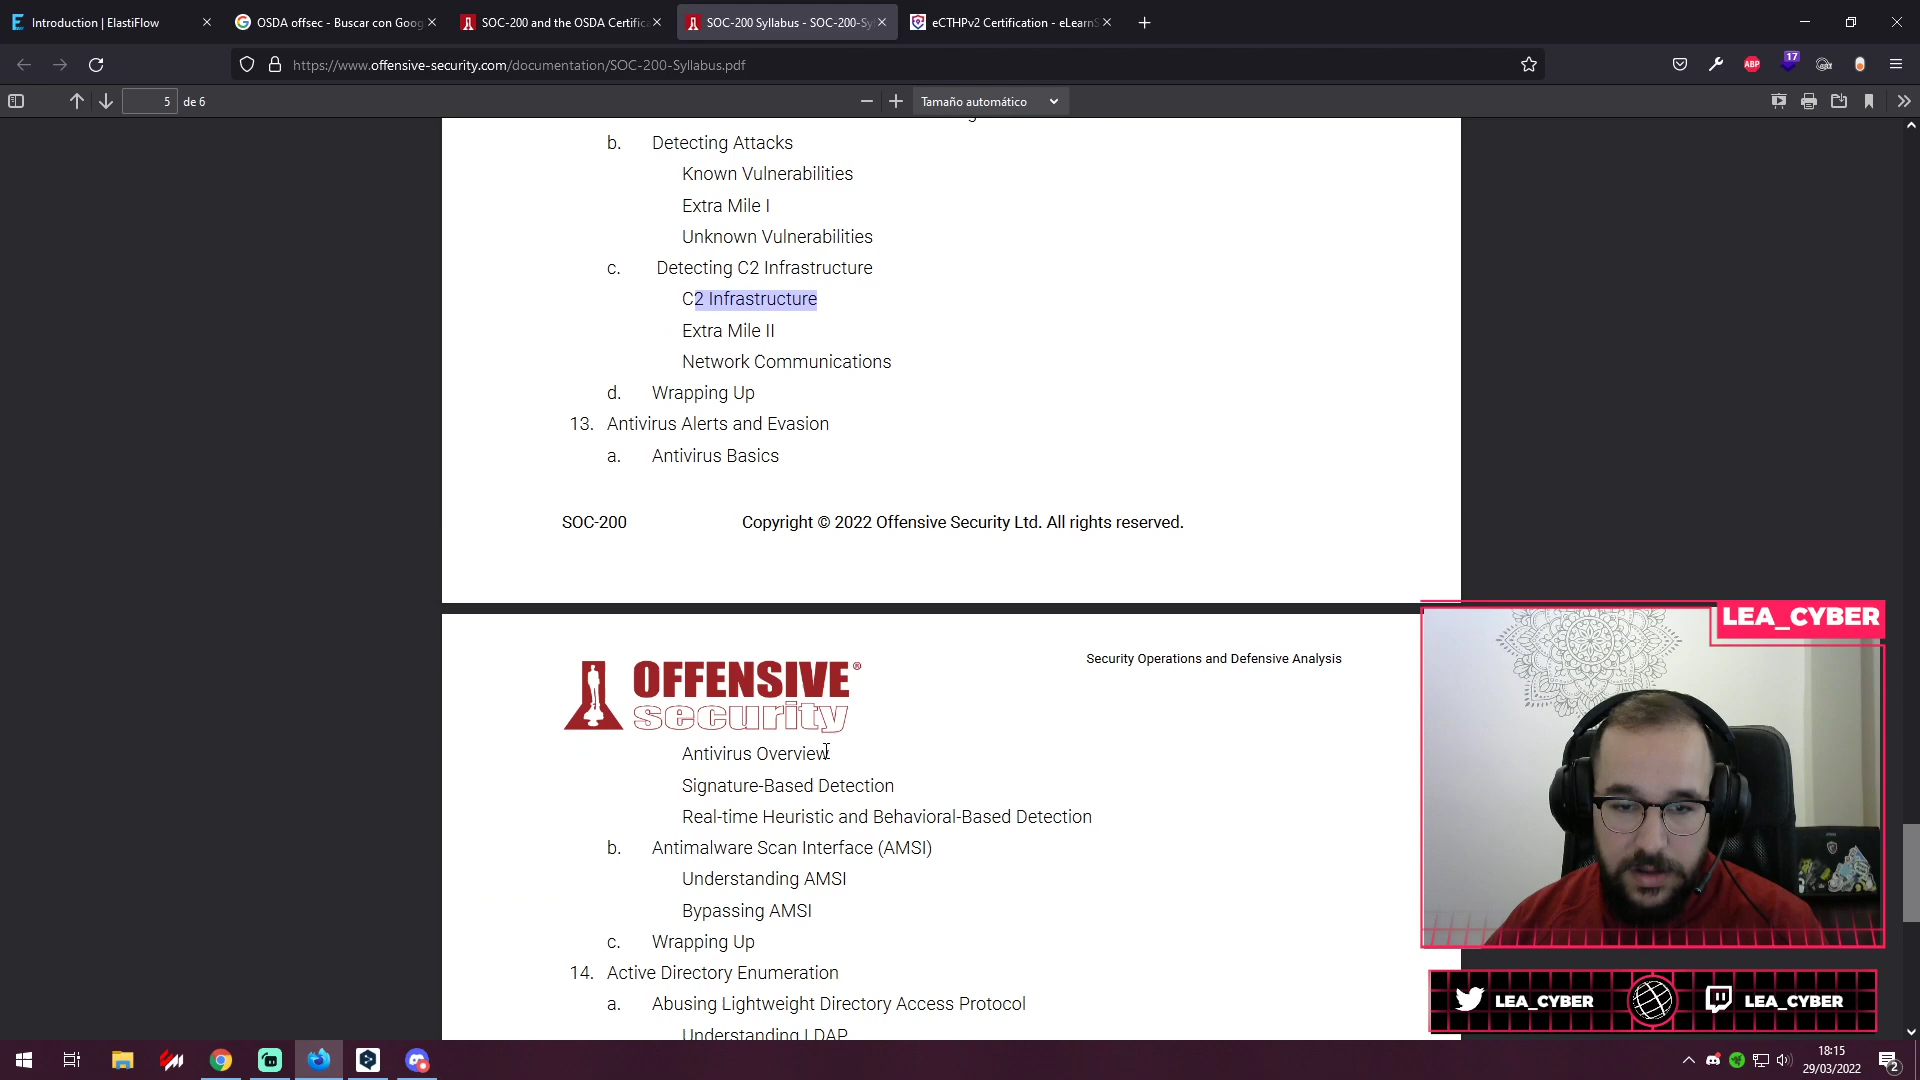 Introduction | ElastiFlow
OSDA offsec - Buscar con Goog
SOC-200 and the OSDA Certific
SOC-200 Syllabus - SOC-200-Sy
eCTHPv2 Certification - eLearnS
https://www.offensive-security.com/documentation/SOC-200-Syllabus.pdf
ABP
17
5 de 6
Tamaño automático
b. Detecting Attacks
Known Vulnerabilities
Extra Mile I
Unknown Vulnerabilities
c. Detecting C2 Infrastructure
C2 Infrastructure
Extra Mile II
Network Communications
d. Wrapping Up
13. Antivirus Alerts and Evasion
a. Antivirus Basics
SOC-200 Copyright © 2022 Offensive Security Ltd. All rights reserved.
OFFENSIVE®
security
Security Operations and Defensive Analysis
Antivirus Overview
Signature-Based Detection
Real-time Heuristic and Behavioral-Based Detection
b. Antimalware Scan Interface (AMSI)
Understanding AMSI
Bypassing AMSI
c. Wrapping Up
14. Active Directory Enumeration
a. Abusing Lightweight Directory Access Protocol
Understanding LDAP
LEA_CYBER
LEA_CYBER
LEA_CYBER
18:15
29/03/2022
2